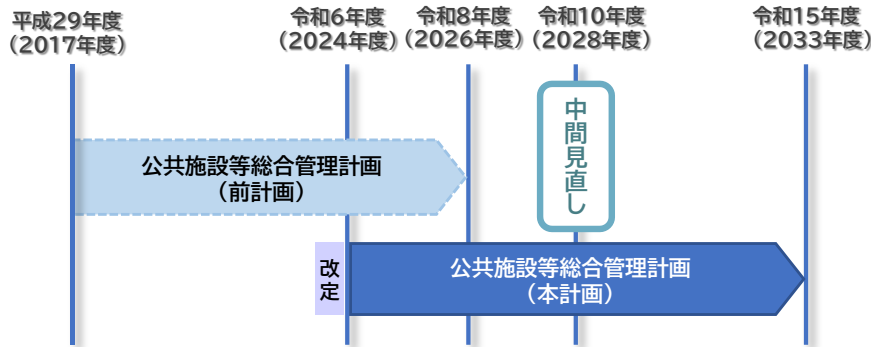 平成29年度
（2017年度）
令和6年度
（2024年度）
令和8年度
（2026年度）
令和10年度
（2028年度）
令和15年度
（2033年度）
中間見直し
公共施設等総合管理計画
（前計画）
改定
公共施設等総合管理計画
（本計画）